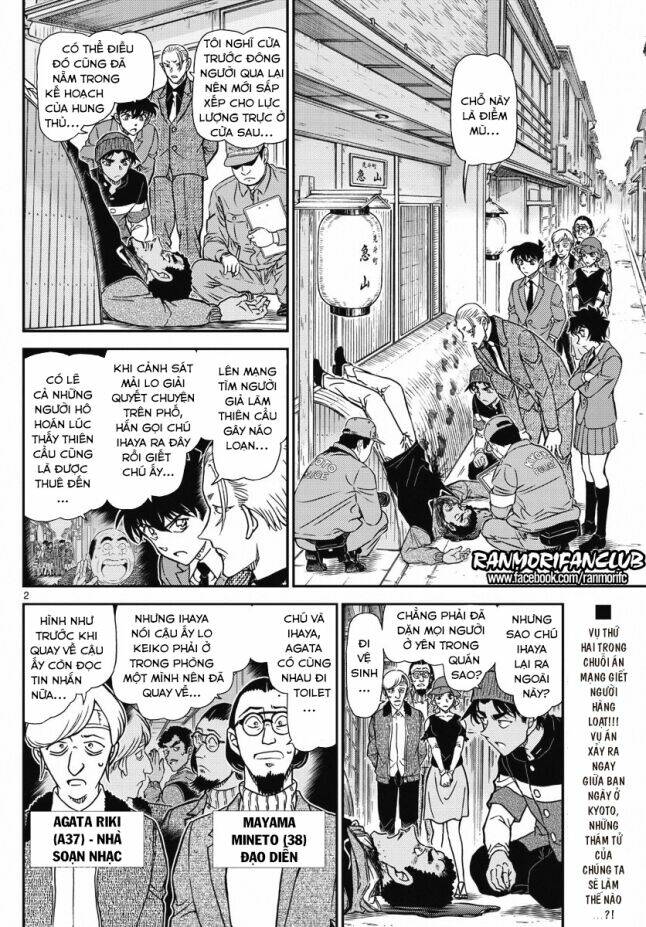 CHỖ NÀY
LÀ ĐIỂM
MÙ...
TÔI NGHĨ CỬA
TRƯỚC ĐÔNG
NGƯỜI QUA LẠI
NÊN MỚI SẮP
XẾP CHO LỰC
LƯỢNG TRỰC Ở
CỬA SAU...
CÓ THỂ ĐIỀU
ĐÓ CŨNG ĐÃ
NẰM TRONG
KẾ HOẠCH
CỦA HUNG
THỦ...
急山
急山
LÊN MẠNG
TÌM NGƯỜI
GIẢ LÀM
THIÊN CẨU
GÂY NÁO
LOẠN...
KHI CẢNH SÁT
MẢI LO GIẢI
QUYẾT CHUYỆN
TRÊN PHỐ,
HẮN GỌI CHÚ
IHAYA RA ĐÂY
RỒI GIẾT
CHÚ ẤY...
CÓ LẼ
CẢ NHỮNG
NGƯỜI HÔ
HOÁN LÚC
THẤY THIÊN
CẨU CŨNG
LÀ ĐƯỢC
THUÊ ĐẾN
...
RANMORIFANCLUB
www.facebook.com/ranmorifc
2
NHƯNG
SAO CHÚ
IHAYA
LẠI RA
NGOÀI NÀY?
CHẲNG PHẢI ĐÃ
DẶN MỌI NGƯỜI
Ở YÊN TRONG
QUÁN
SAO?
ĐI
VỆ
SINH...
CHÚ VÀ
IHAYA,
AGATA
CÓ CÙNG
NHAU ĐI
TOILET
NHƯNG IHAYA
NÓI CẬU ẤY LO
KEIKO PHẢI Ở
TRONG PHÒNG
MỘT MÌNH NÊN ĐÃ
QUAY VỀ...
HÌNH NHƯ
TRƯỚC KHI
QUAY VỀ CẬU
ẤY CÒN ĐỌC
TIN NHẮN
NỮA...
MAYAMA
MINETO (38)
ĐẠO DIỄN
AGATA RIKI
(A37) - NHÀ
SOẠN NHẠC
VỤ THỨ
HAI TRONG
CHUỖI ÁN
MẠNG GIẾT
NGƯỜI
HÀNG
LOẠT!!!
VỤ ÁN
XẢY RA
NGAY
GIỮA BAN
NGÀY Ở
KYOTO,
NHỮNG
THÁM TỬ
CỦA
CHÚNG TA
SẼ LÀM
THẾ NÀO
...?!